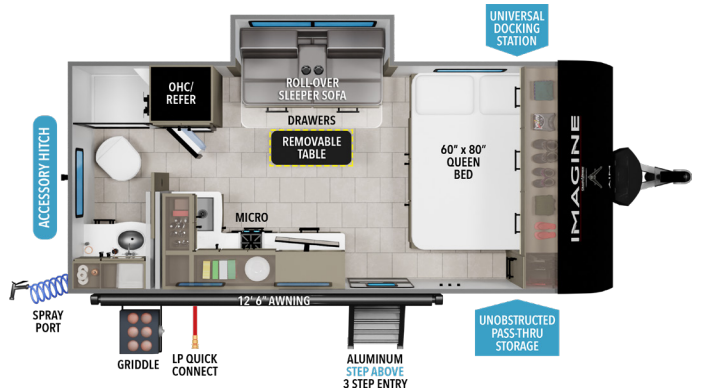 UNIVERSAL
DOCKING
STATION
OHC/
REFER
ROLL-OVER
SLEEPER SOFA
DRAWERS
REMOVABLE
TABLE
60” x 80”
QUEEN
BED
IMAGINE
AIM
ACCESSORY HITCH
MICRO
12’ 6” AWNING
SPRAY
PORT
GRIDDLE
LP QUICK
CONNECT
ALUMINUM
STEP ABOVE
3 STEP ENTRY
UNOBSTRUCTED
PASS-THRU
STORAGE